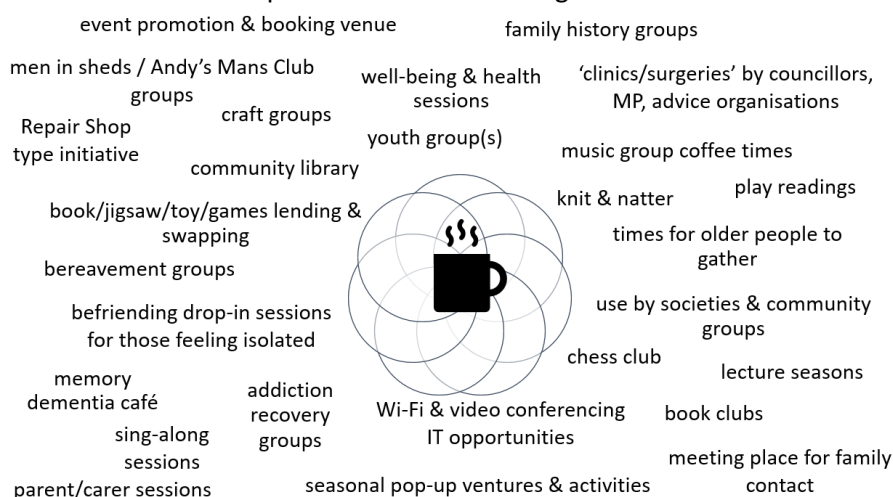 event promotion & booking venue
family history groups
men in sheds / Andy's Mans Club
groups
well-being & health
sessions
'clinics/surgeries' by councillors,
MP, advice organisations
craft groups
Repair Shop
type initiative
youth group(s)
music group coffee times
community library
knit & natter
play readings
book/jigsaw/toy/games lending &
swapping
times for older people to
gather
bereavement groups
befriending drop-in sessions
for those feeling isolated
use by societies & community
groups
chess club
lecture seasons
memory
dementia café
addiction
recovery
groups
Wi-Fi & video conferencing
IT opportunities
book clubs
sing-along
sessions
meeting place for family
contact
parent/carer sessions
seasonal pop-up ventures & activities